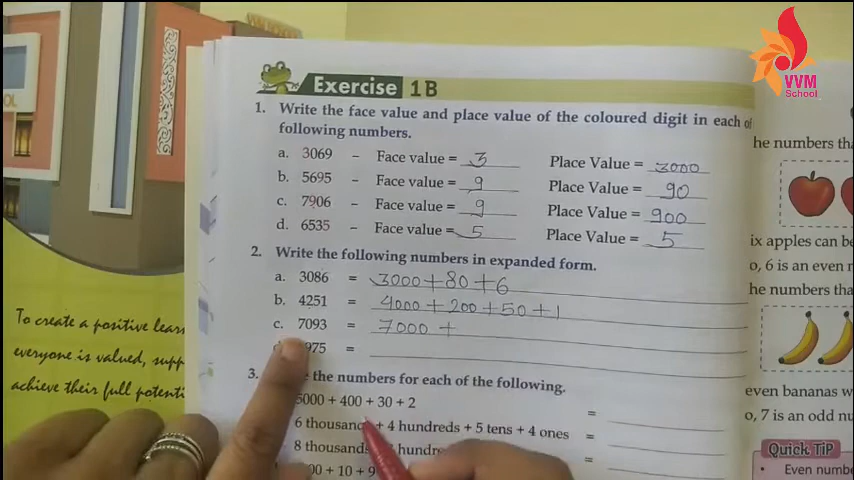 VVM
School
Exercise 1B
1. Write the face value and place value of the coloured digit in each of
following numbers.
a. 3069 – Face value = 3 Place Value = 3000
b. 5695 – Face value = 9 Place Value = 90
c. 7906 – Face value = 9 Place Value = 900
d. 6535 – Face value = 5 Place Value = 5
2. Write the following numbers in expanded form.
a. 3086 = 3000+80+6
b. 4251 = 4000 + 200 + 50 + 1
c. 7093 = 7000 +
975 =
3. the numbers for each of the following.
5000 + 400 + 30 + 2 =
6 thousands + 4 hundreds + 5 tens + 4 ones =
8 thousands =
00 + 10 + 9
To create a positive learn
everyone is valued, supp
achieve their full potenti
he numbers tha
ix apples can be
o, 6 is an even n
he numbers tha
even bananas w
o, 7 is an odd nu
Quick TiP
• Even numbe